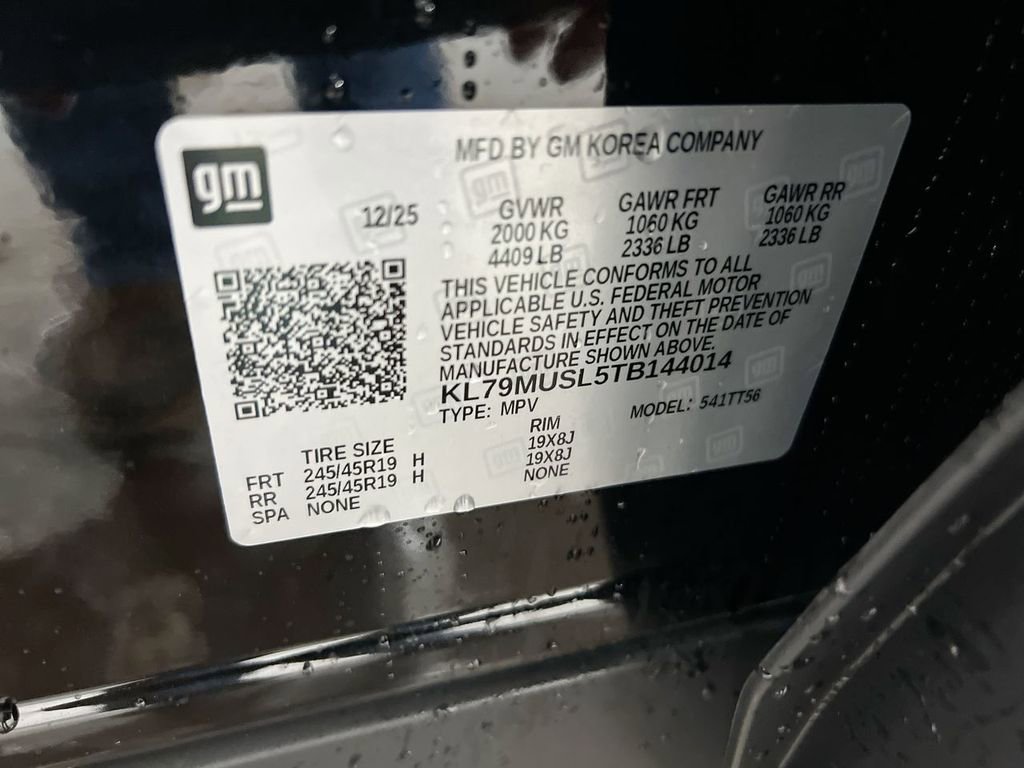 gm
MFD BY GM KOREA COMPANY
12/25
GVWR GAWR FRT GAWR RR
2000 KG 1060 KG 1060 KG
4409 LB 2336 LB 2336 LB
THIS VEHICLE CONFORMS TO ALL
APPLICABLE U.S. FEDERAL MOTOR
VEHICLE SAFETY AND THEFT PREVENTION
STANDARDS IN EFFECT ON THE DATE OF
MANUFACTURE SHOWN ABOVE.
KL79MUSL5TB144014
TYPE: MPV MODEL: 541TT56
TIRE SIZE RIM
FRT 245/45R19 H 19X8J
RR 245/45R19 H 19X8J
SPA NONE NONE